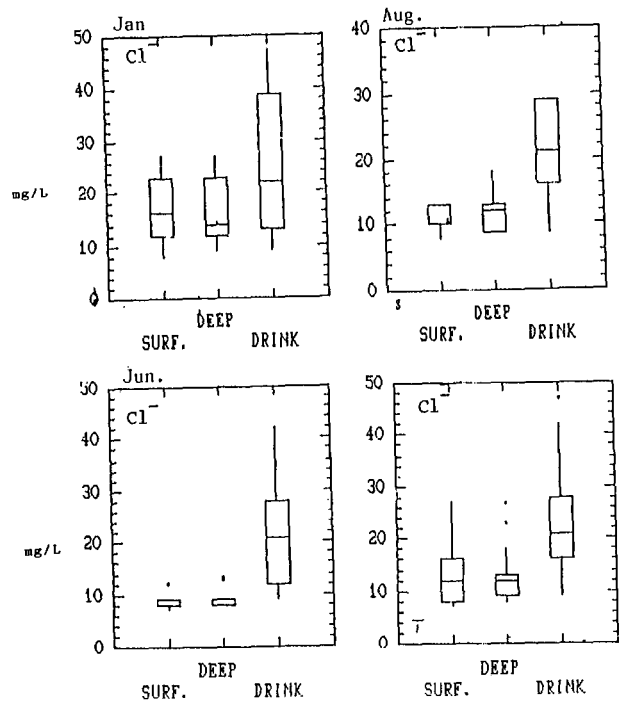 Jan
Cl⁻
50
40
30
20
10
0
mg/L
DEEP
SURF. DRINK
Aug.
Cl⁻
40
30
20
10
0
s
DEEP
SURF. DRINK
Jun.
Cl⁻
50
40
30
20
10
0
mg/L
DEEP
SURF. DRINK
Cl⁻
50
40
30
20
10
0
T
DEEP
SURF. DRINK